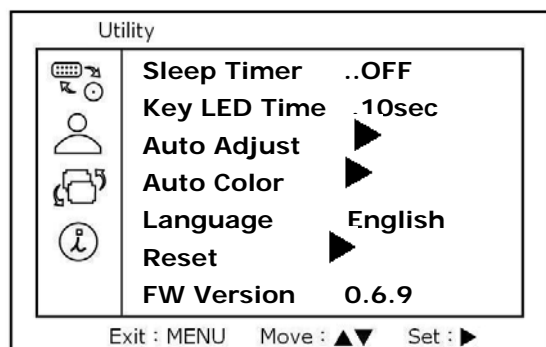 Utility
Sleep Timer ..OFF
Key LED Time .10sec
Auto Adjust ▶
Auto Color ▶
Language English
Reset ▶
FW Version 0.6.9
Exit : MENU Move : ▲▼ Set : ▶